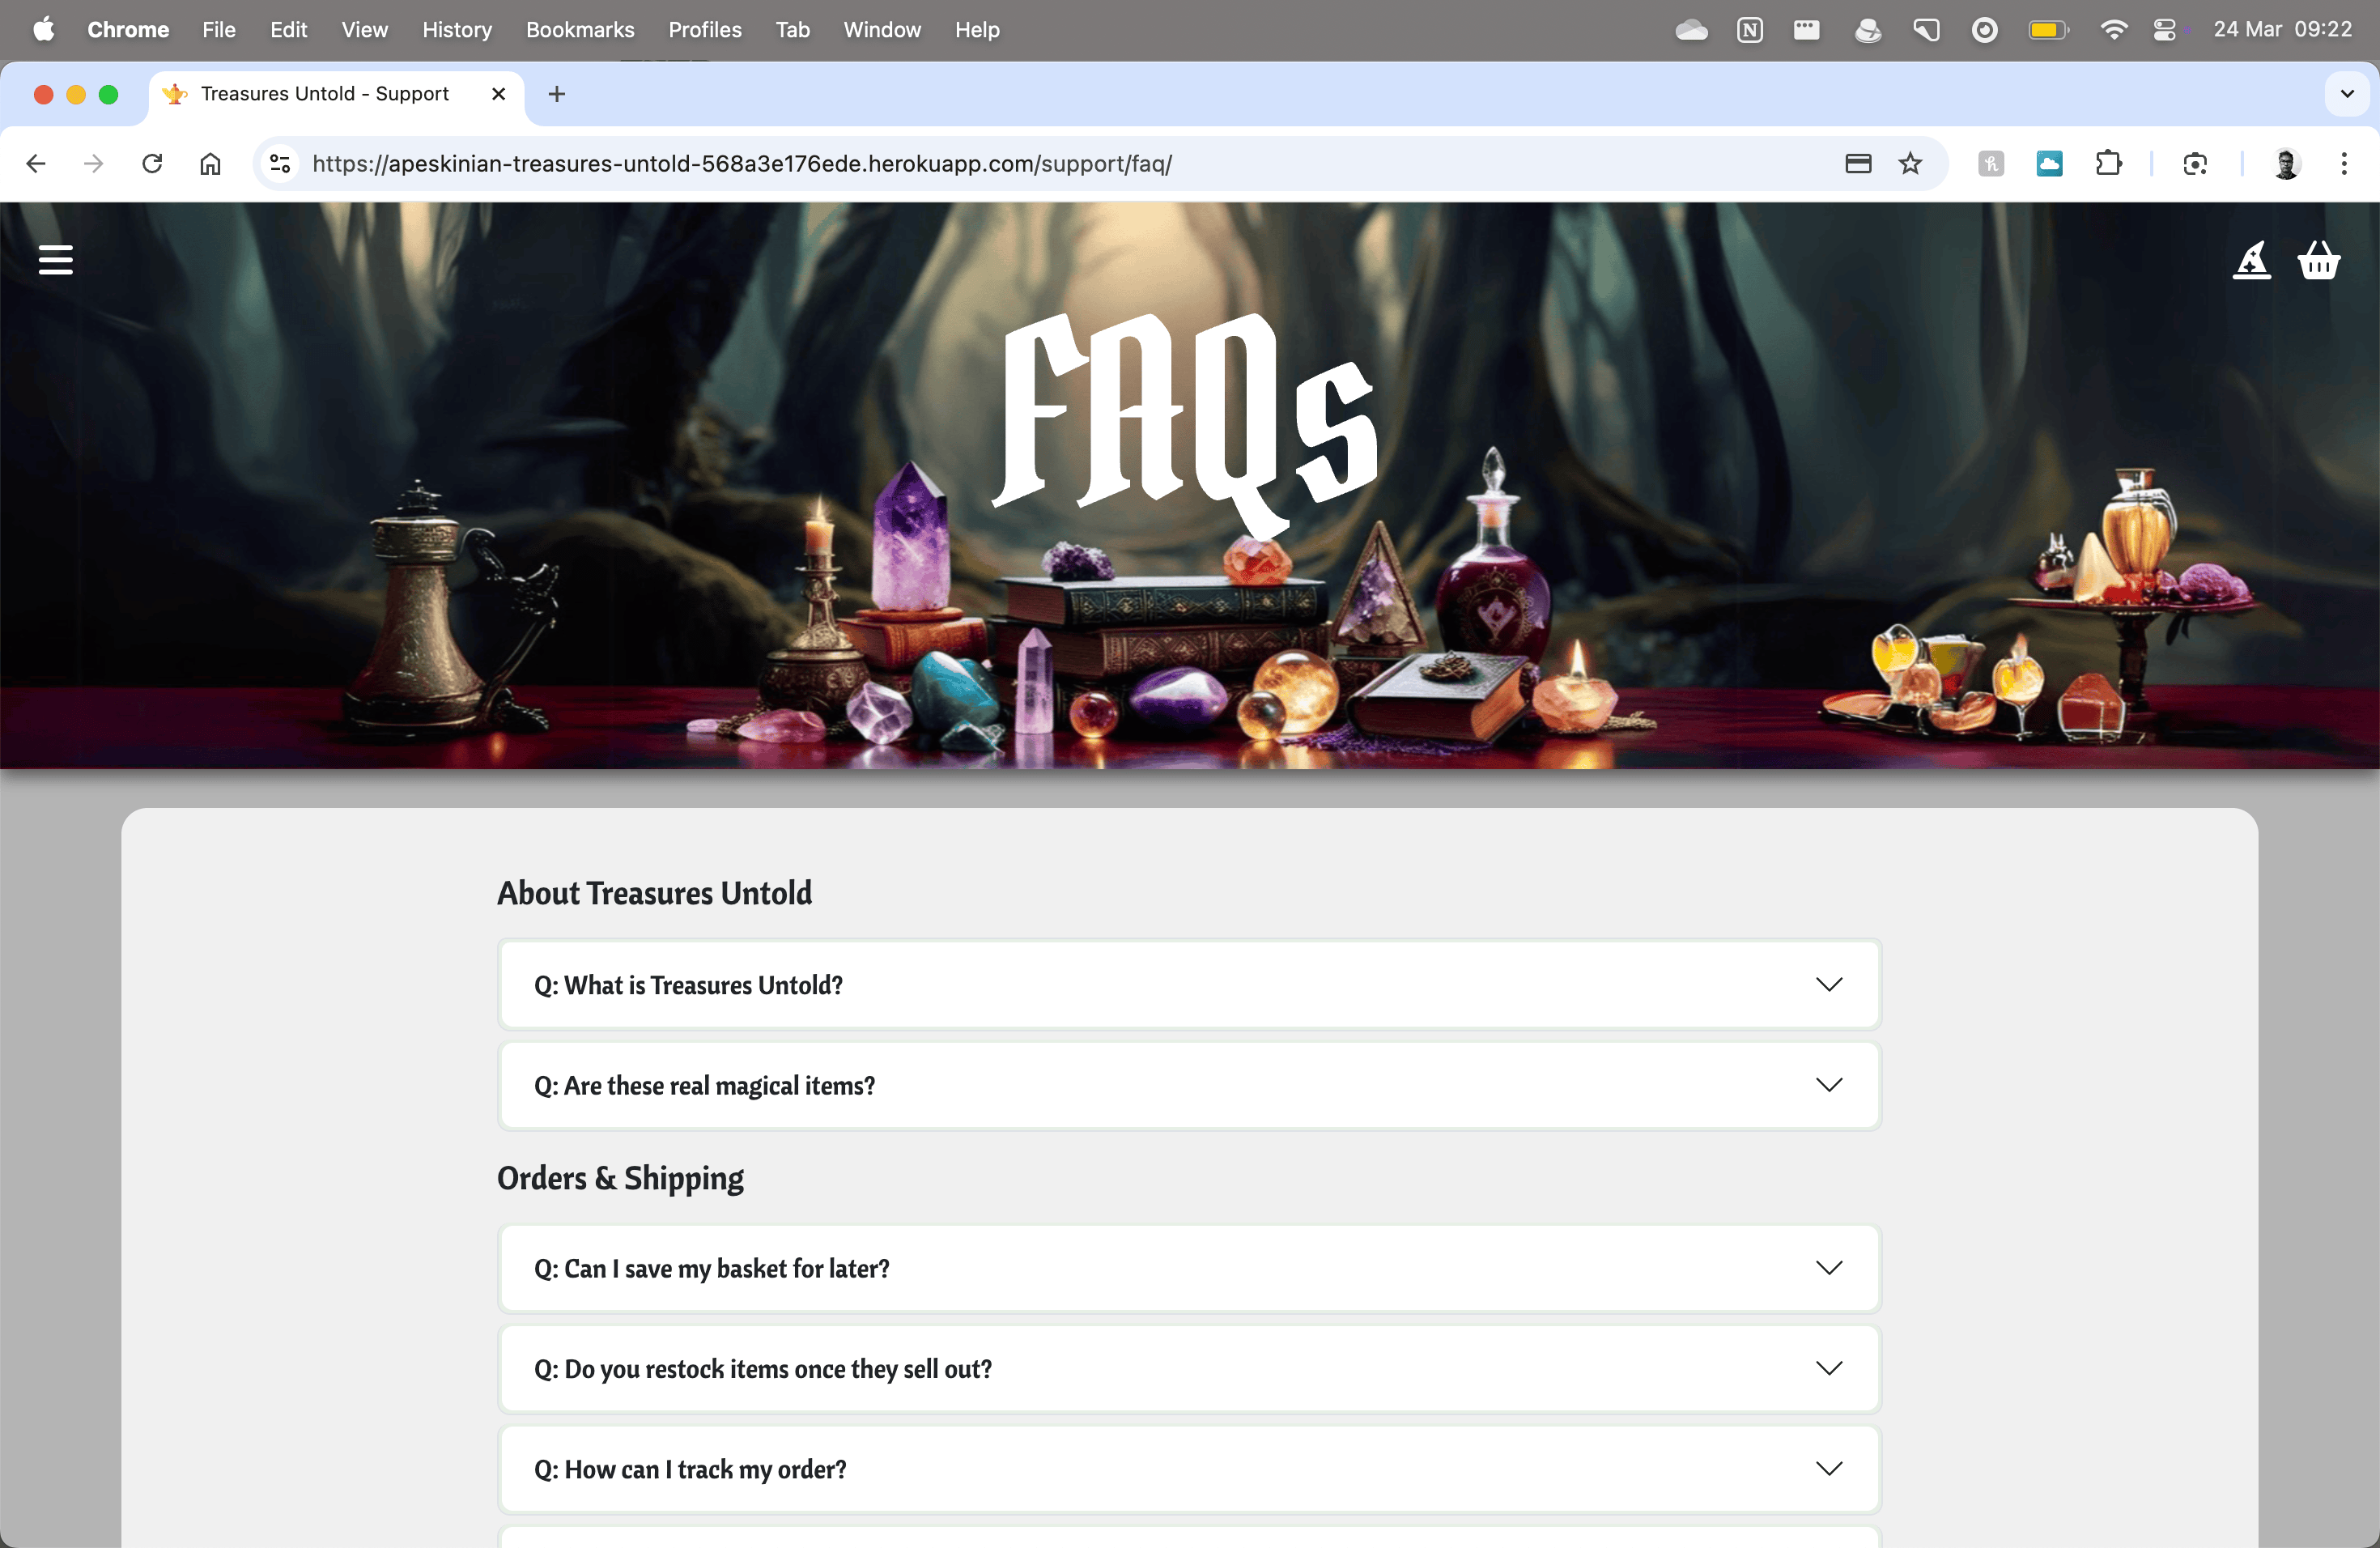 Chrome File Edit View History Bookmarks Profiles Tab Window Help 24 Mar 09:22
Treasures Untold - Support
https://apeskinian-treasures-untold-568a3e176ede.herokuapp.com/support/faq/
FAQs
About Treasures Untold
Q: What is Treasures Untold?
Q: Are these real magical items?
Orders & Shipping
Q: Can I save my basket for later?
Q: Do you restock items once they sell out?
Q: How can I track my order?